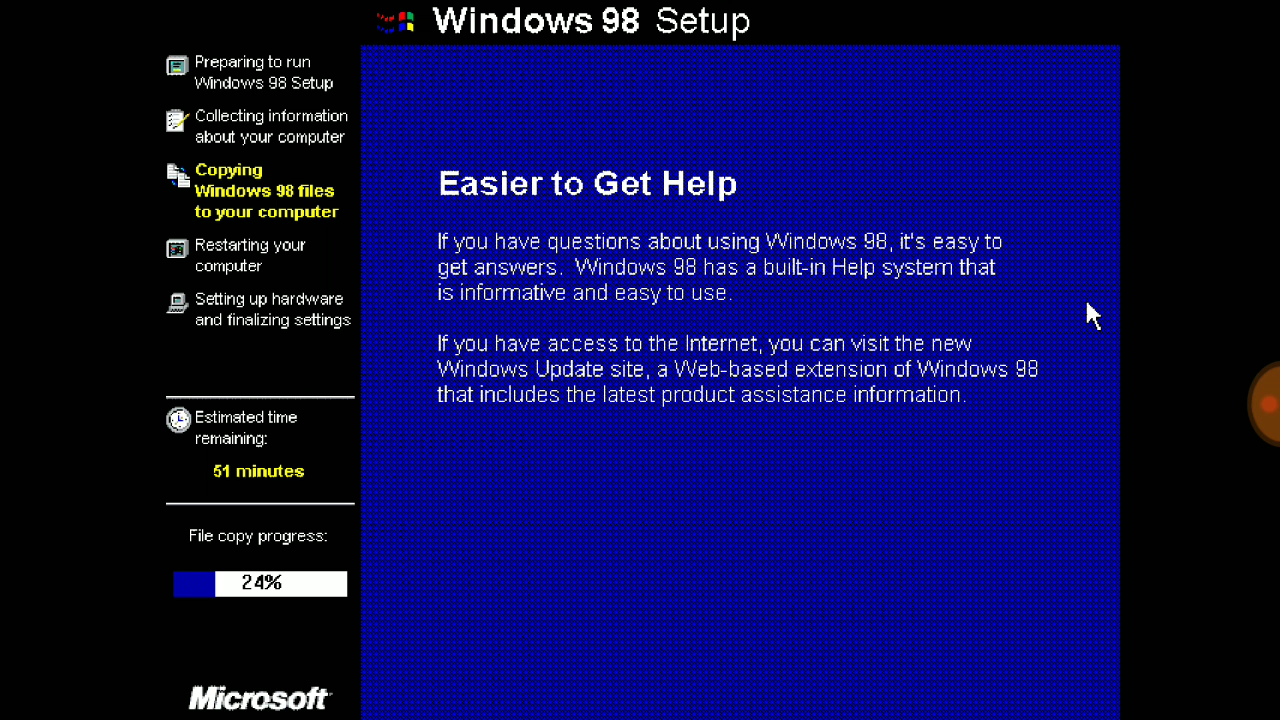 Windows 98 Setup
Preparing to run
Windows 98 Setup
Collecting information
about your computer
Copying
Windows 98 files
to your computer
Restarting your
computer
Setting up hardware
and finalizing settings
Estimated time
remaining:
51 minutes
File copy progress:
24%
Microsoft
Easier to Get Help
If you have questions about using Windows 98, it's easy to
get answers. Windows 98 has a built-in Help system that
is informative and easy to use.
If you have access to the Internet, you can visit the new
Windows Update site, a Web-based extension of Windows 98
that includes the latest product assistance information.